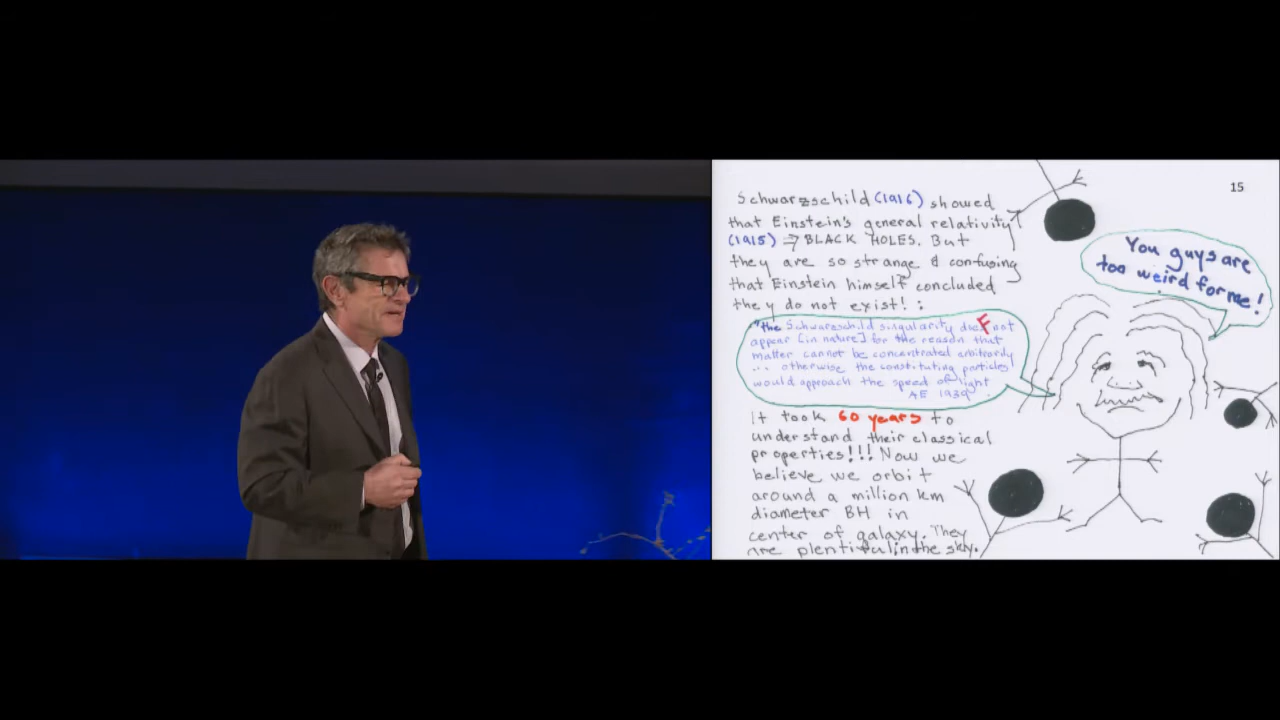 15
Schwarzschild (1916) showed
that Einstein's general relativity
(1915) ⇒ BLACK HOLES. But
they are so strange & confusing
that Einstein himself concluded
they do not exist! :
"the Schwarzschild singularity does not
F
appear [in nature] for the reason that
matter cannot be concentrated arbitrarily
... otherwise the constituting particles
would approach the speed of light
AE 1939
It took 60 years to
understand their classical
properties!!! Now we
believe we orbit
around a million km
diameter BH in
center of galaxy. They
are plentiful in the sky.
You guys are
too weird for me!